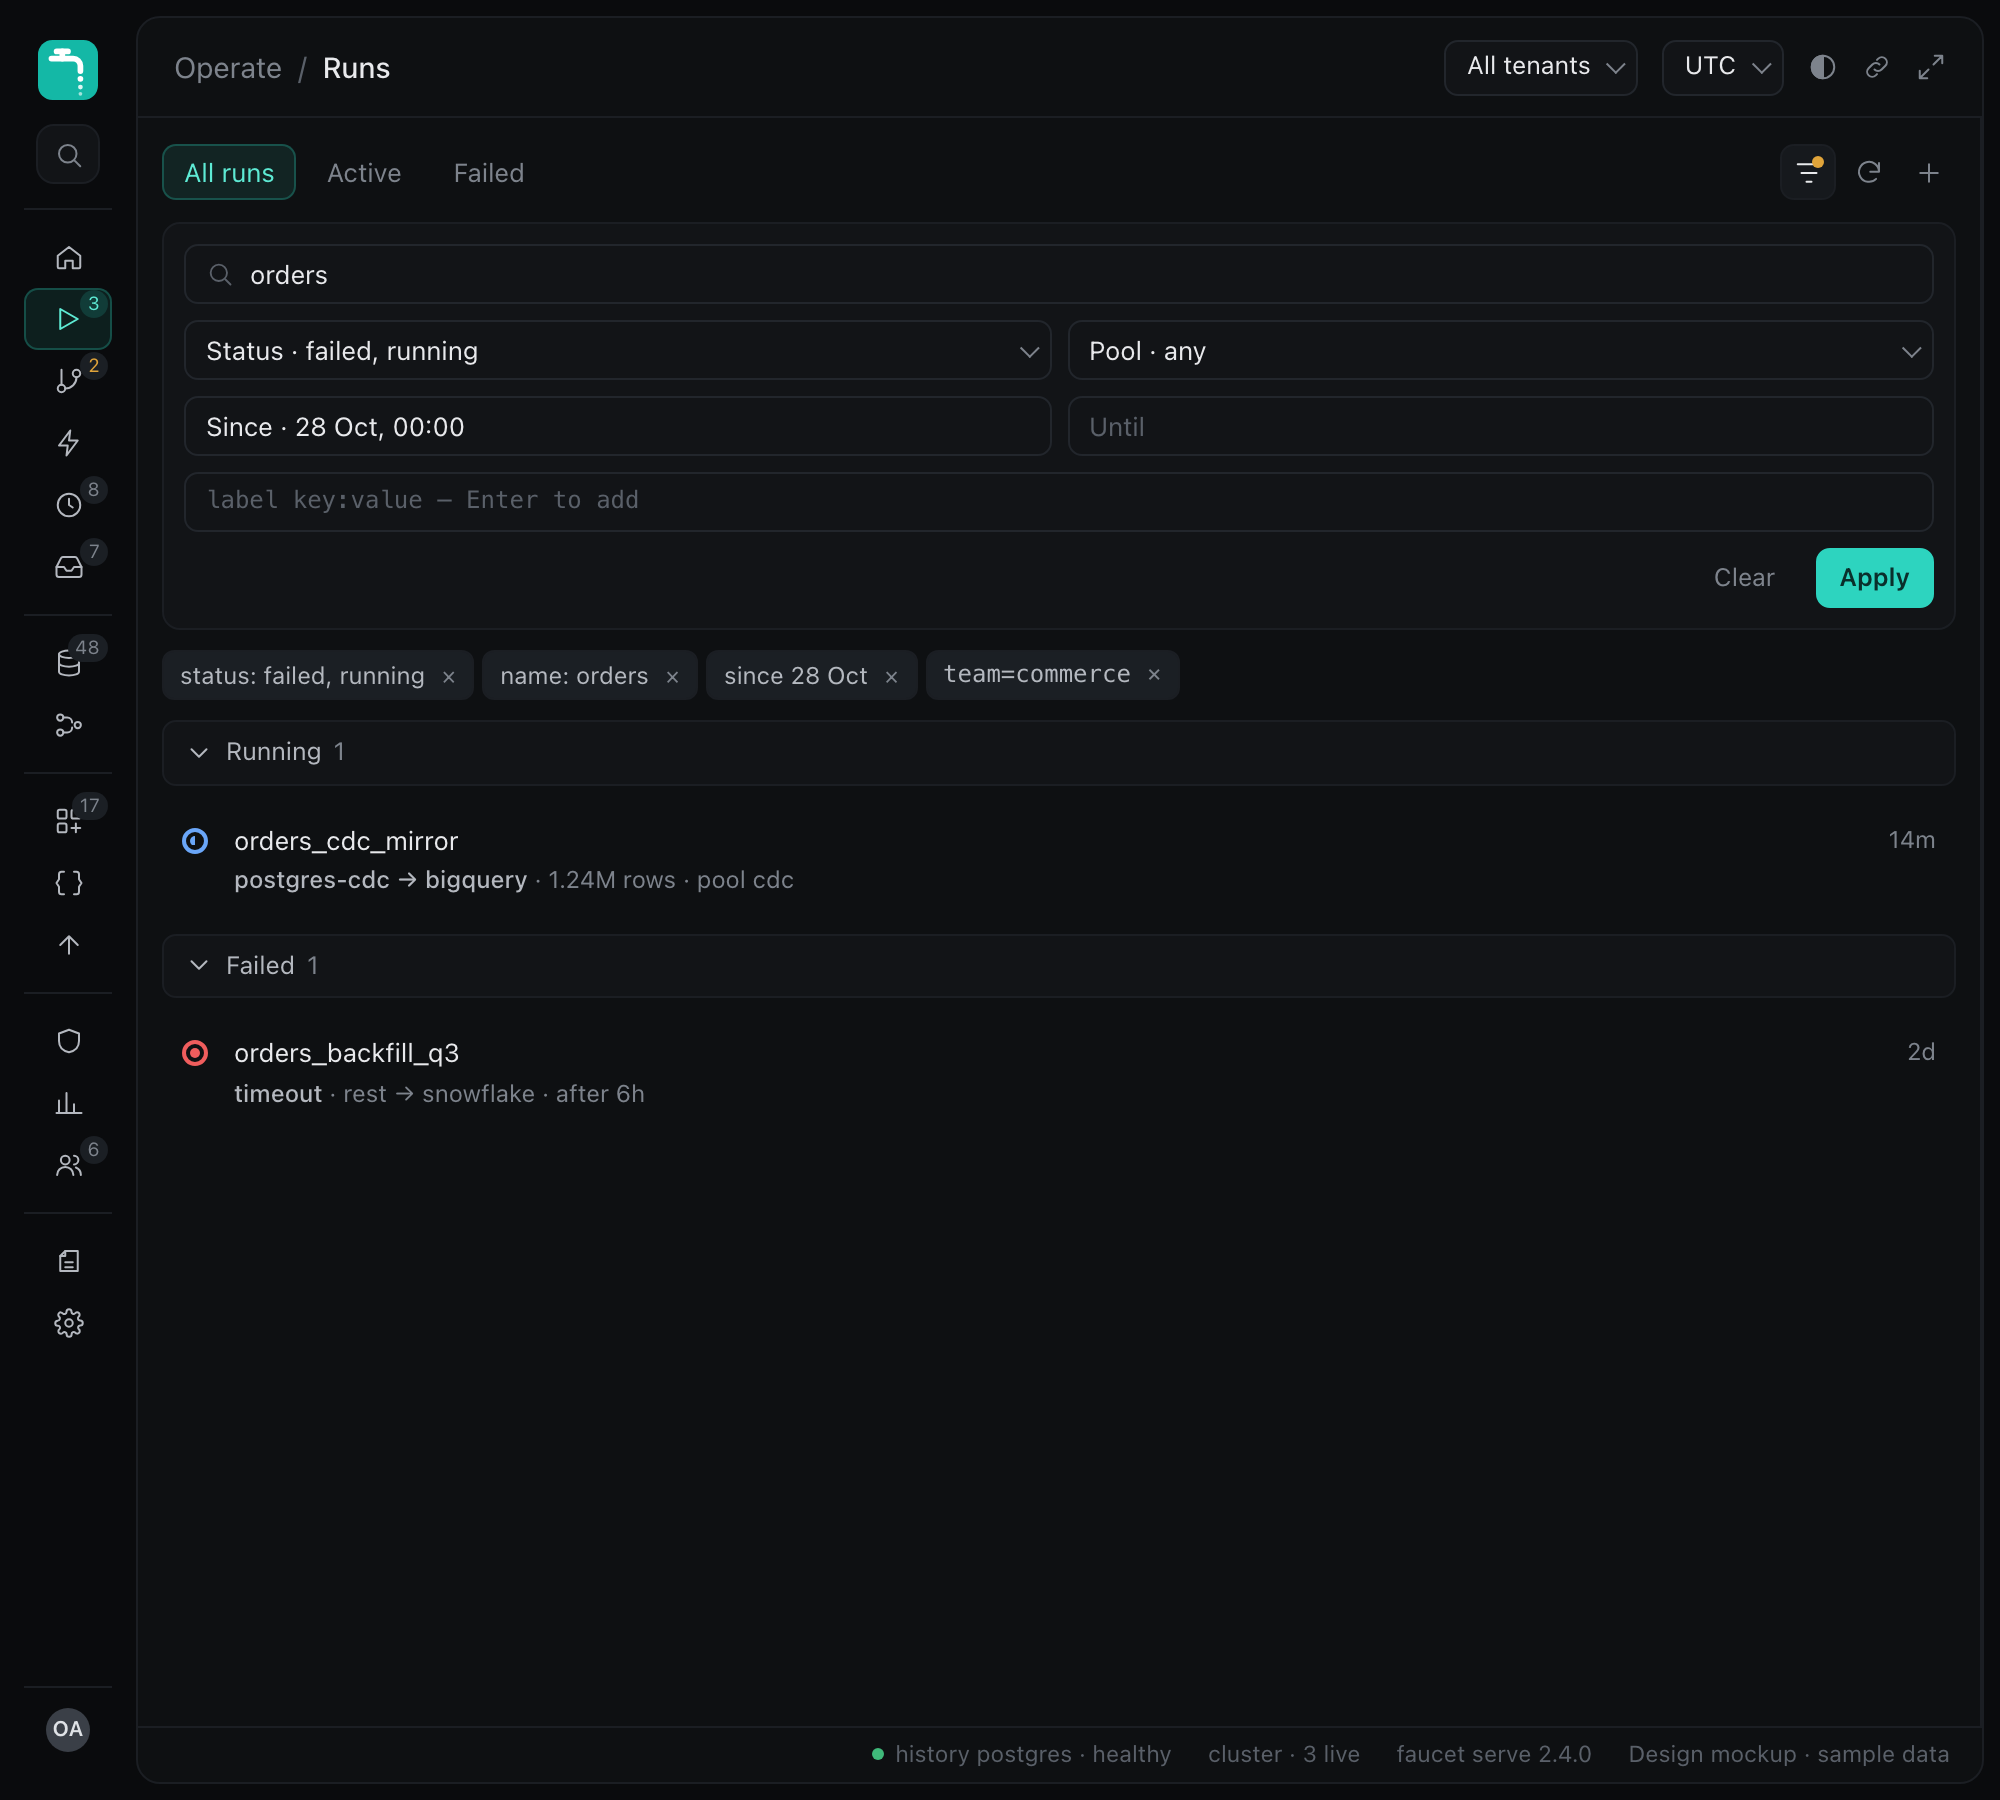 Operate / Runs
All tenants
UTC
All runs
Active
Failed
orders
Status · failed, running
Pool · any
Since · 28 Oct, 00:00
Until
label key:value — Enter to add
Clear
Apply
status: failed, running ×
name: orders ×
since 28 Oct ×
team=commerce ×
Running 1
orders_cdc_mirror
14m
postgres-cdc → bigquery · 1.24M rows · pool cdc
Failed 1
orders_backfill_q3
2d
timeout · rest → snowflake · after 6h
3
2
8
7
48
17
6
OA
history postgres · healthy
cluster · 3 live
faucet serve 2.4.0
Design mockup · sample data